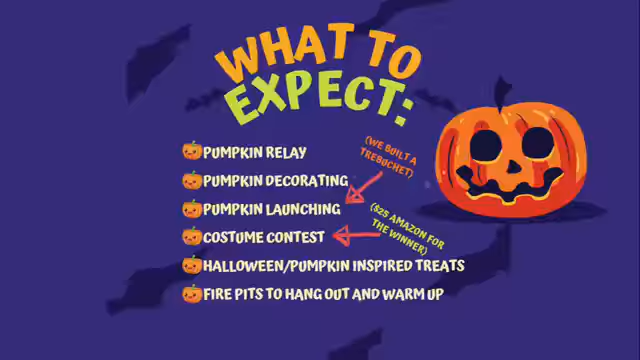 WHAT TO
EXPECT:
PUMPKIN RELAY
PUMPKIN DECORATING
PUMPKIN LAUNCHING
(WE BUILT A
TREBUCHET)
COSTUME CONTEST
($25 AMAZON FOR
THE WINNER)
HALLOWEEN/PUMPKIN INSPIRED TREATS
FIRE PITS TO HANG OUT AND WARM UP